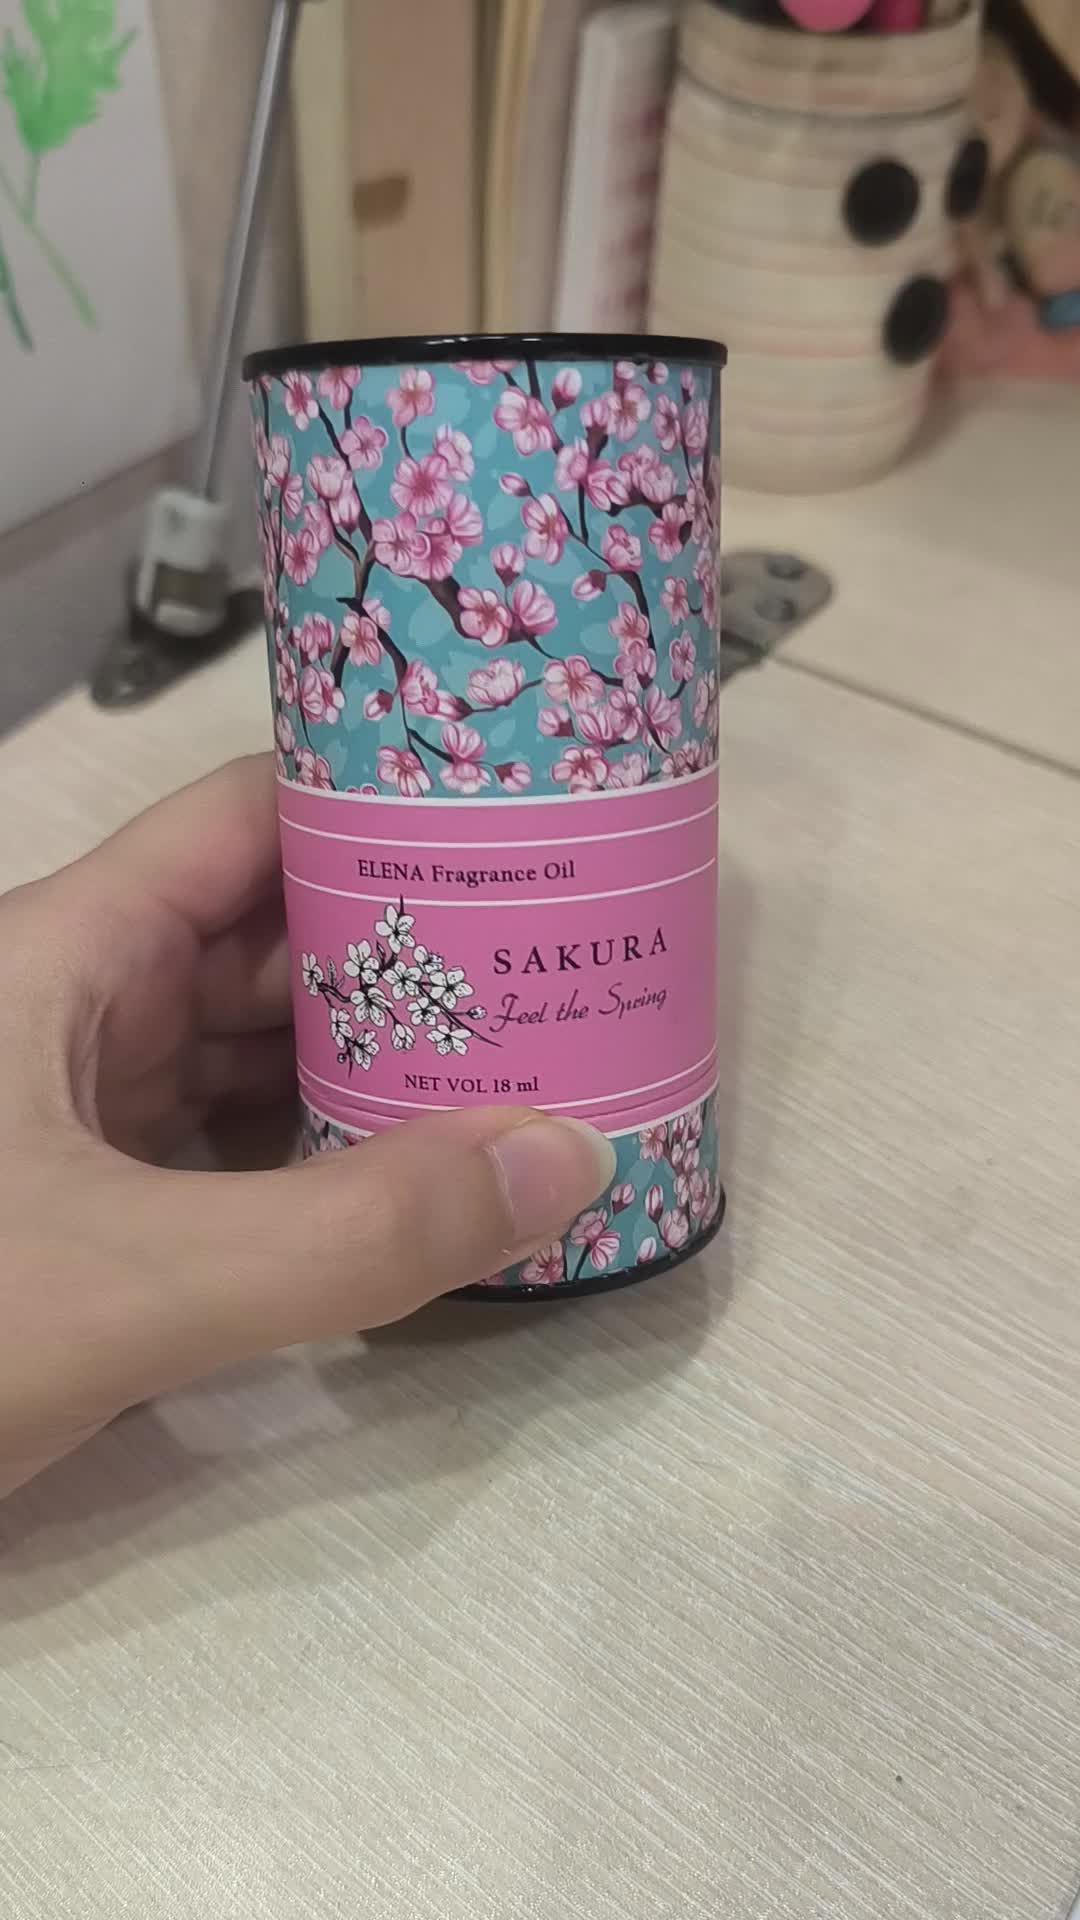 ELENA Fragrance Oil
SAKURA
Feel the Spring
NET VOL 18 ml